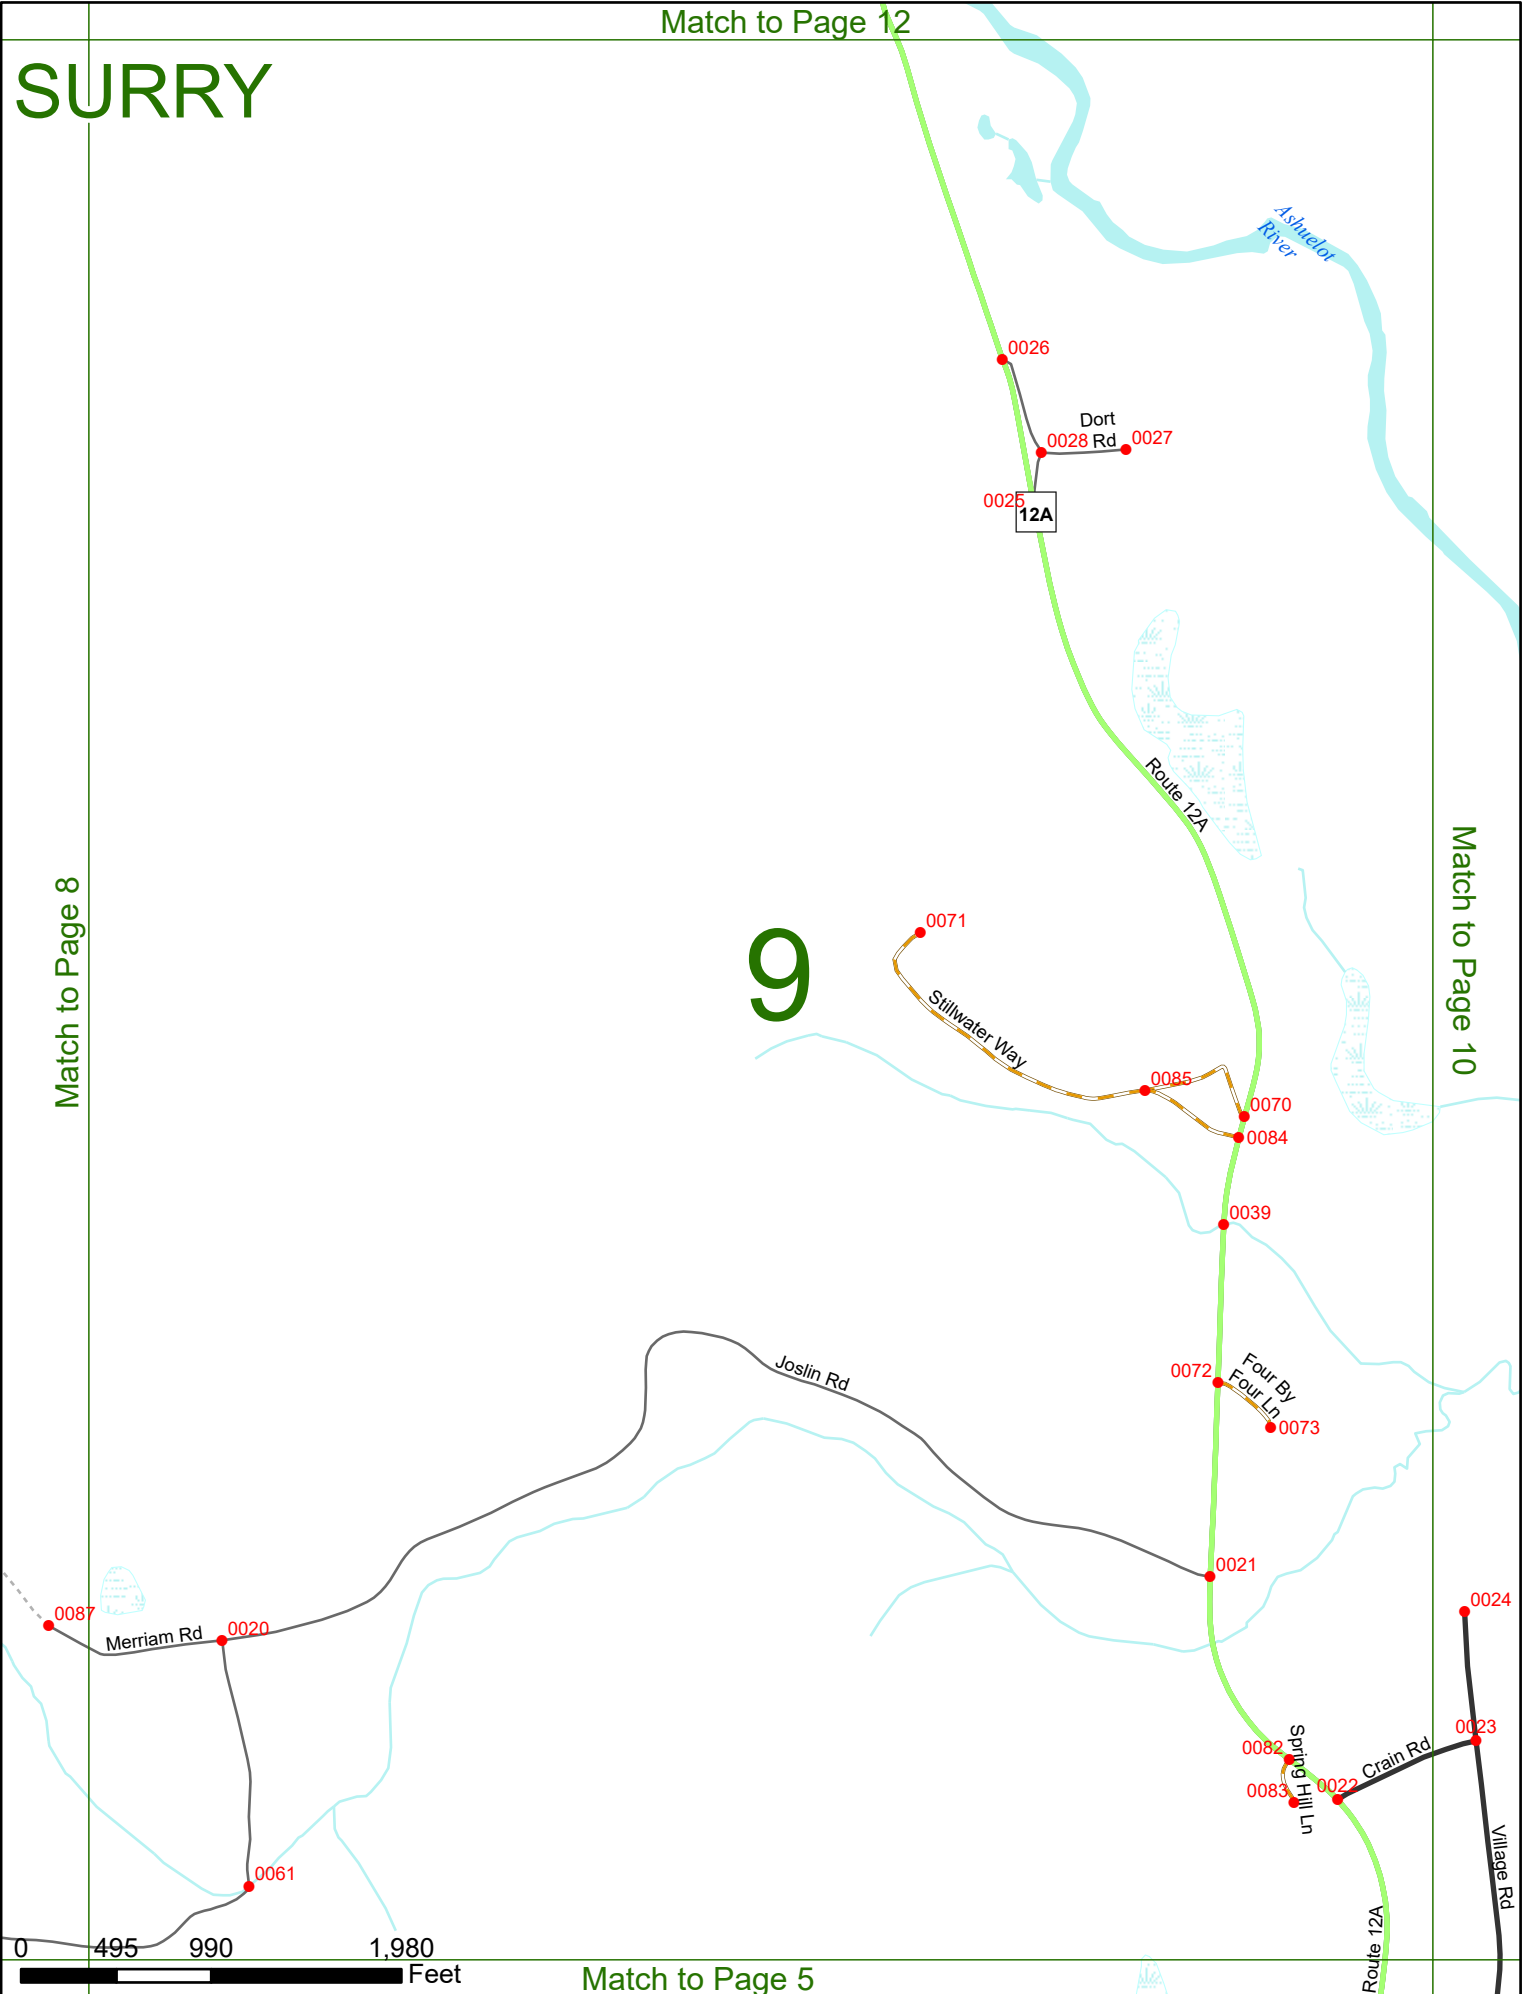 Match to Page 12
SURRY
Ashuelot
River
0026
Dort
Rd
0028
0027
0025
12A
Route 12A
Match to Page 8
Match to Page 10
0071
9
Stillwater Way
0085
0070
0084
0039
Joslin Rd
0072
Four By
Four Ln
0073
0021
0024
0087
Merriam Rd
0020
0023
0082
Spring Hill Ln
Crain Rd
0083
0022
Village Rd
0061
Route 12A
0 495 990 1,980
Feet
Match to Page 5